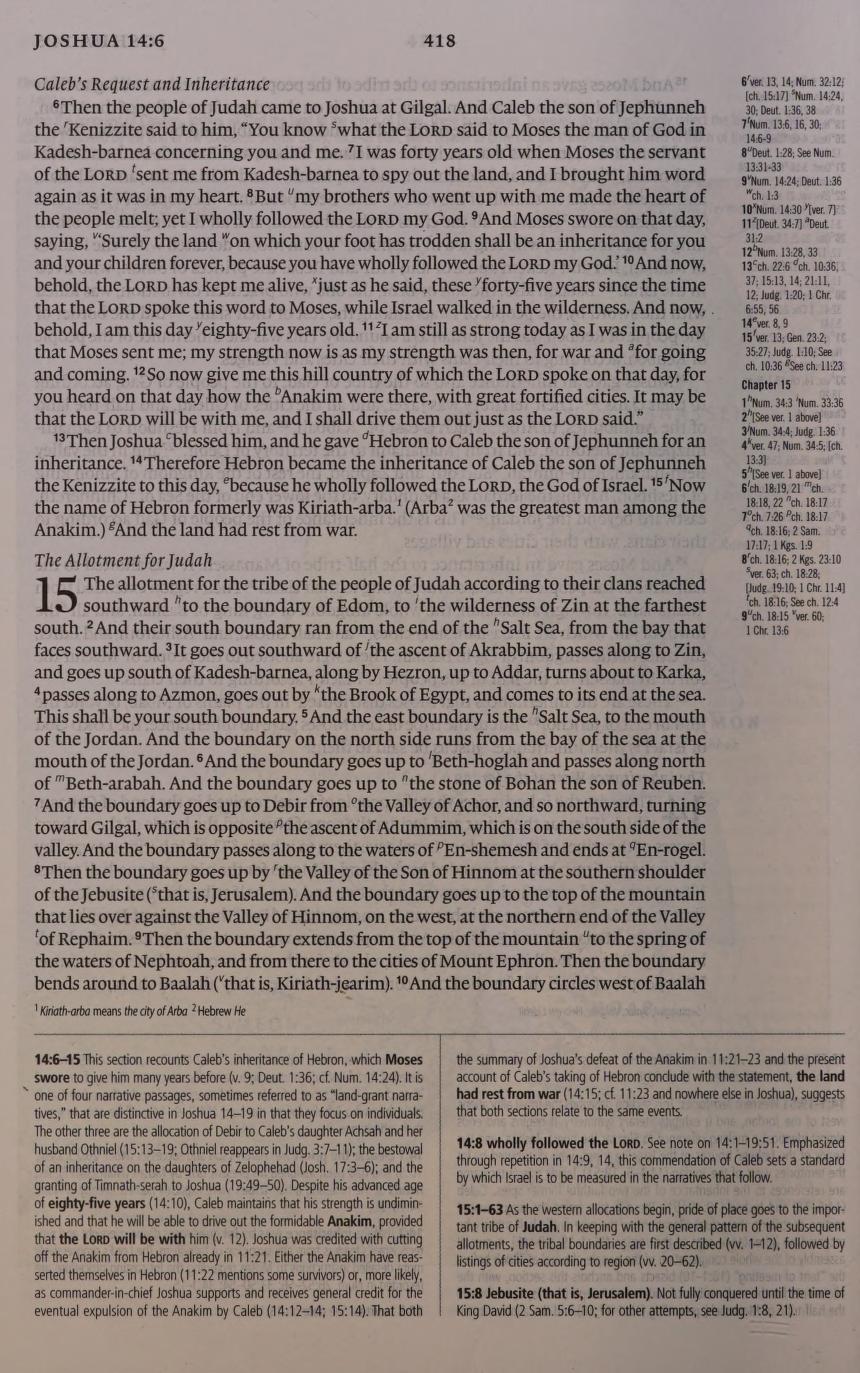 JOSHUA 14:6
418
Caleb's Request and Inheritance
⁶Then the people of Judah came to Joshua at Gilgal. And Caleb the son of Jephunneh
the ʳKenizzite said to him, “You know ˢwhat the LORD said to Moses the man of God in
Kadesh-barnea concerning you and me. ⁷I was forty years old when Moses the servant
of the LORD ᵗsent me from Kadesh-barnea to spy out the land, and I brought him word
again as it was in my heart. ⁸But ᵘmy brothers who went up with me made the heart of
the people melt; yet I wholly followed the LORD my God. ⁹And Moses swore on that day,
saying, ᵛ‘Surely the land ʷon which your foot has trodden shall be an inheritance for you
and your children forever, because you have wholly followed the LORD my God.’ ¹⁰And now,
behold, the LORD has kept me alive, ˣjust as he said, these ʸforty-five years since the time
that the LORD spoke this word to Moses, while Israel walked in the wilderness. And now,
behold, I am this day ʸeighty-five years old. ¹¹ᶻI am still as strong today as I was in the day
that Moses sent me; my strength now is as my strength was then, for war and ᵃfor going
and coming. ¹²So now give me this hill country of which the LORD spoke on that day, for
you heard on that day how the ᵇAnakim were there, with great fortified cities. It may be
that the LORD will be with me, and I shall drive them out just as the LORD said.”
¹³Then Joshua ᶜblessed him, and he gave ᵈHebron to Caleb the son of Jephunneh for an
inheritance. ¹⁴Therefore Hebron became the inheritance of Caleb the son of Jephunneh
the Kenizzite to this day, ᵉbecause he wholly followed the LORD, the God of Israel. ¹⁵ᶠNow
the name of Hebron formerly was Kiriath-arba.¹ (Arba² was the greatest man among the
Anakim.) ᵍAnd the land had rest from war.
The Allotment for Judah
15 The allotment for the tribe of the people of Judah according to their clans reached
southward ʰto the boundary of Edom, to ⁱthe wilderness of Zin at the farthest
south. ²And their south boundary ran from the end of the ʰSalt Sea, from the bay that
faces southward. ³It goes out southward of ʲthe ascent of Akrabbim, passes along to Zin,
and goes up south of Kadesh-barnea, along by Hezron, up to Addar, turns about to Karka,
⁴passes along to Azmon, goes out by ᵏthe Brook of Egypt, and comes to its end at the sea.
This shall be your south boundary. ⁵And the east boundary is the ʰSalt Sea, to the mouth
of the Jordan. And the boundary on the north side runs from the bay of the sea at the
mouth of the Jordan. ⁶And the boundary goes up to ˡBeth-hoglah and passes along north
of ᵐBeth-arabah. And the boundary goes up to ⁿthe stone of Bohan the son of Reuben.
⁷And the boundary goes up to Debir from ᵒthe Valley of Achor, and so northward, turning
toward Gilgal, which is opposite ᵖthe ascent of Adummim, which is on the south side of the
valley. And the boundary passes along to the waters of ᵖEn-shemesh and ends at ᑫEn-rogel.
⁸Then the boundary goes up by ʳthe Valley of the Son of Hinnom at the southern shoulder
of the Jebusite (ˢthat is, Jerusalem). And the boundary goes up to the top of the mountain
that lies over against the Valley of Hinnom, on the west, at the northern end of the Valley
ᵗof Rephaim. ⁹Then the boundary extends from the top of the mountain ᵘto the spring of
the waters of Nephtoah, and from there to the cities of Mount Ephron. Then the boundary
bends around to Baalah (ᵛthat is, Kiriath-jearim). ¹⁰And the boundary circles west of Baalah
¹ Kiriath-arba means the city of Arba ² Hebrew He
6ʳver. 13, 14; Num. 32:12;
[ch. 15:17] ˢNum. 14:24,
30; Deut. 1:36, 38
7ᵗNum. 13:6, 16, 30;
14:6-9
8ᵘDeut. 1:28; See Num.
13:31-33
9ᵛNum. 14:24; Deut. 1:36
ʷch. 1:3
10ˣNum. 14:30 ʸ[ver. 7]
11ᶻ[Deut. 34:7] ᵃDeut.
31:2
12ᵇNum. 13:28, 33
13ᶜch. 22:6 ᵈch. 10:36,
37; 15:13, 14; 21:11,
12; Judg. 1:20; 1 Chr.
6:55, 56
14ᵉver. 8, 9
15ᶠver. 13; Gen. 23:2;
35:27; Judg. 1:10; See
ch. 10:36 ᵍSee ch. 11:23
Chapter 15
1ʰNum. 34:3 ⁱNum. 33:36
2ʰ[See ver. 1 above]
3ʲNum. 34:4; Judg. 1:36
4ᵏver. 47; Num. 34:5; [ch.
13:3]
5ʰ[See ver. 1 above]
6ˡch. 18:19, 21 ᵐch.
18:18, 22 ⁿch. 18:17
7ᵒch. 7:26 ᵖch. 18:17
ᑫch. 18:16; 2 Sam.
17:17; 1 Kgs. 1:9
8ʳch. 18:16; 2 Kgs. 23:10
ˢver. 63; ch. 18:28;
[Judg. 19:10; 1 Chr. 11:4]
ᵗch. 18:16; See ch. 12:4
9ᵘch. 18:15 ᵛver. 60;
1 Chr. 13:6
14:6–15 This section recounts Caleb's inheritance of Hebron, which Moses
swore to give him many years before (v. 9; Deut. 1:36; cf. Num. 14:24). It is
one of four narrative passages, sometimes referred to as “land-grant narra-
tives,” that are distinctive in Joshua 14–19 in that they focus on individuals.
The other three are the allocation of Debir to Caleb's daughter Achsah and her
husband Othniel (15:13–19; Othniel reappears in Judg. 3:7–11); the bestowal
of an inheritance on the daughters of Zelophehad (Josh. 17:3–6); and the
granting of Timnath-serah to Joshua (19:49–50). Despite his advanced age
of eighty-five years (14:10), Caleb maintains that his strength is undimin-
ished and that he will be able to drive out the formidable Anakim, provided
that the LORD will be with him (v. 12). Joshua was credited with cutting
off the Anakim from Hebron already in 11:21. Either the Anakim have reas-
serted themselves in Hebron (11:22 mentions some survivors) or, more likely,
as commander-in-chief Joshua supports and receives general credit for the
eventual expulsion of the Anakim by Caleb (14:12–14; 15:14). That both
the summary of Joshua's defeat of the Anakim in 11:21–23 and the present
account of Caleb's taking of Hebron conclude with the statement, the land
had rest from war (14:15; cf. 11:23 and nowhere else in Joshua), suggests
that both sections relate to the same events.
14:8 wholly followed the LORD. See note on 14:1–19:51. Emphasized
through repetition in 14:9, 14, this commendation of Caleb sets a standard
by which Israel is to be measured in the narratives that follow.
15:1–63 As the western allocations begin, pride of place goes to the impor-
tant tribe of Judah. In keeping with the general pattern of the subsequent
allotments, the tribal boundaries are first described (vv. 1–12), followed by
listings of cities according to region (vv. 20–62).
15:8 Jebusite (that is, Jerusalem). Not fully conquered until the time of
King David (2 Sam. 5:6–10; for other attempts, see Judg. 1:8, 21).